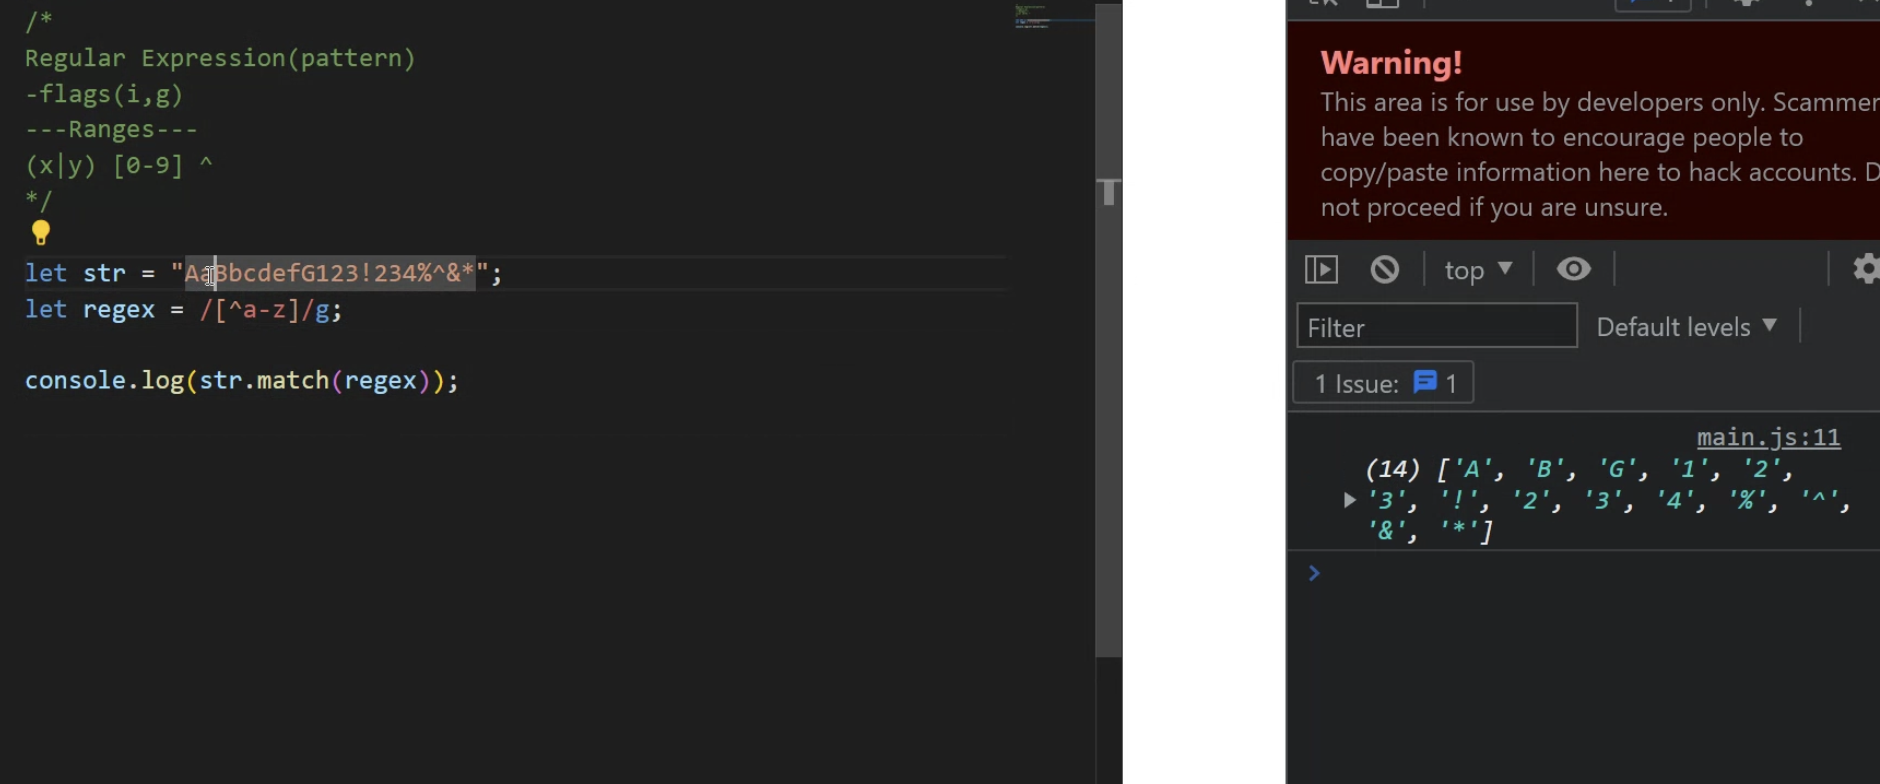 /*
Regular Expression(pattern)
-flags(i,g)
---Ranges---
(x|y) [0-9] ^
*/
let str = "AaBbcdefG123!234%^&*";
let regex = /[^a-z]/g;
console.log(str.match(regex));
Warning!
This area is for use by developers only. Scammer
have been known to encourage people to
copy/paste information here to hack accounts. D
not proceed if you are unsure.
top
Filter
Default levels
1 Issue: 1
main.js:11
(14) ['A', 'B', 'G', '1', '2',
'3', '!', '2', '3', '4', '%', '^',
'&', '*']